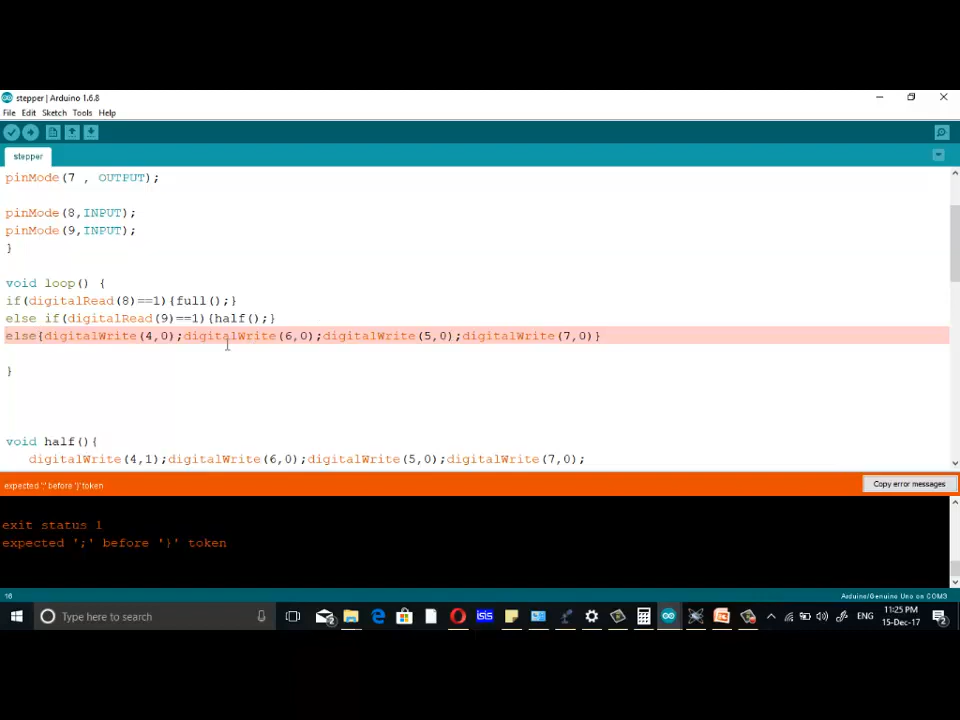 stepper | Arduino 1.6.8
File Edit Sketch Tools Help
stepper
pinMode(7 , OUTPUT);
pinMode(8,INPUT);
pinMode(9,INPUT);
}
void loop() {
if(digitalRead(8)==1){full();}
else if(digitalRead(9)==1){half();}
else{digitalWrite(4,0);digitalWrite(6,0);digitalWrite(5,0);digitalWrite(7,0)}
}
void half(){
digitalWrite(4,1);digitalWrite(6,0);digitalWrite(5,0);digitalWrite(7,0);
expected ';' before '}' token
Copy error messages
exit status 1
expected ';' before '}' token
16
Arduino/Genuino Uno on COM3
Type here to search
2
isis
ENG
11:25 PM
15-Dec-17
2